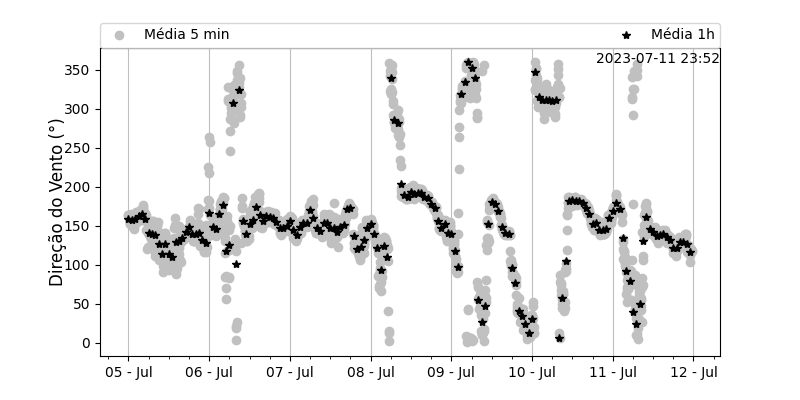 Média 5 min
Média 1h
2023-07-11 23:52
Direção do Vento (°)
350
300
250
200
150
100
50
0
05 - Jul
06 - Jul
07 - Jul
08 - Jul
09 - Jul
10 - Jul
11 - Jul
12 - Jul